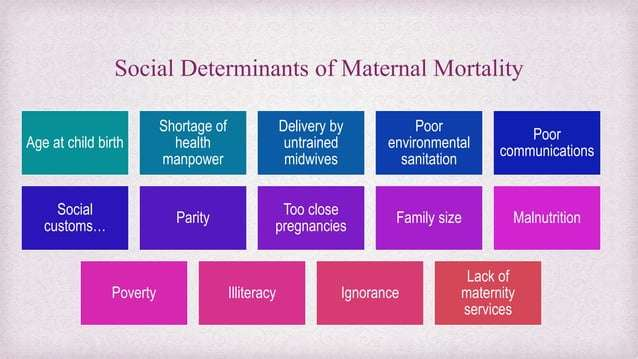 Social Determinants of Maternal Mortality
Age at child birth
Shortage of
health
manpower
Delivery by
untrained
midwives
Poor
environmental
sanitation
Poor
communications
Social
customs…
Parity
Too close
pregnancies
Family size
Malnutrition
Poverty
Illiteracy
Ignorance
Lack of
maternity
services